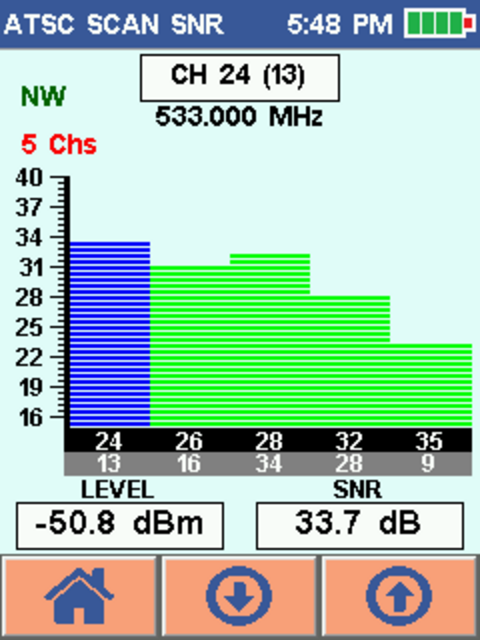 ATSC SCAN SNR 5:48 PM
CH 24 (13)
NW
533.000 MHz
5 Chs
40
37
34
31
28
25
22
19
16
24 26 28 32 35
13 16 34 28 9
LEVEL SNR
-50.8 dBm 33.7 dB